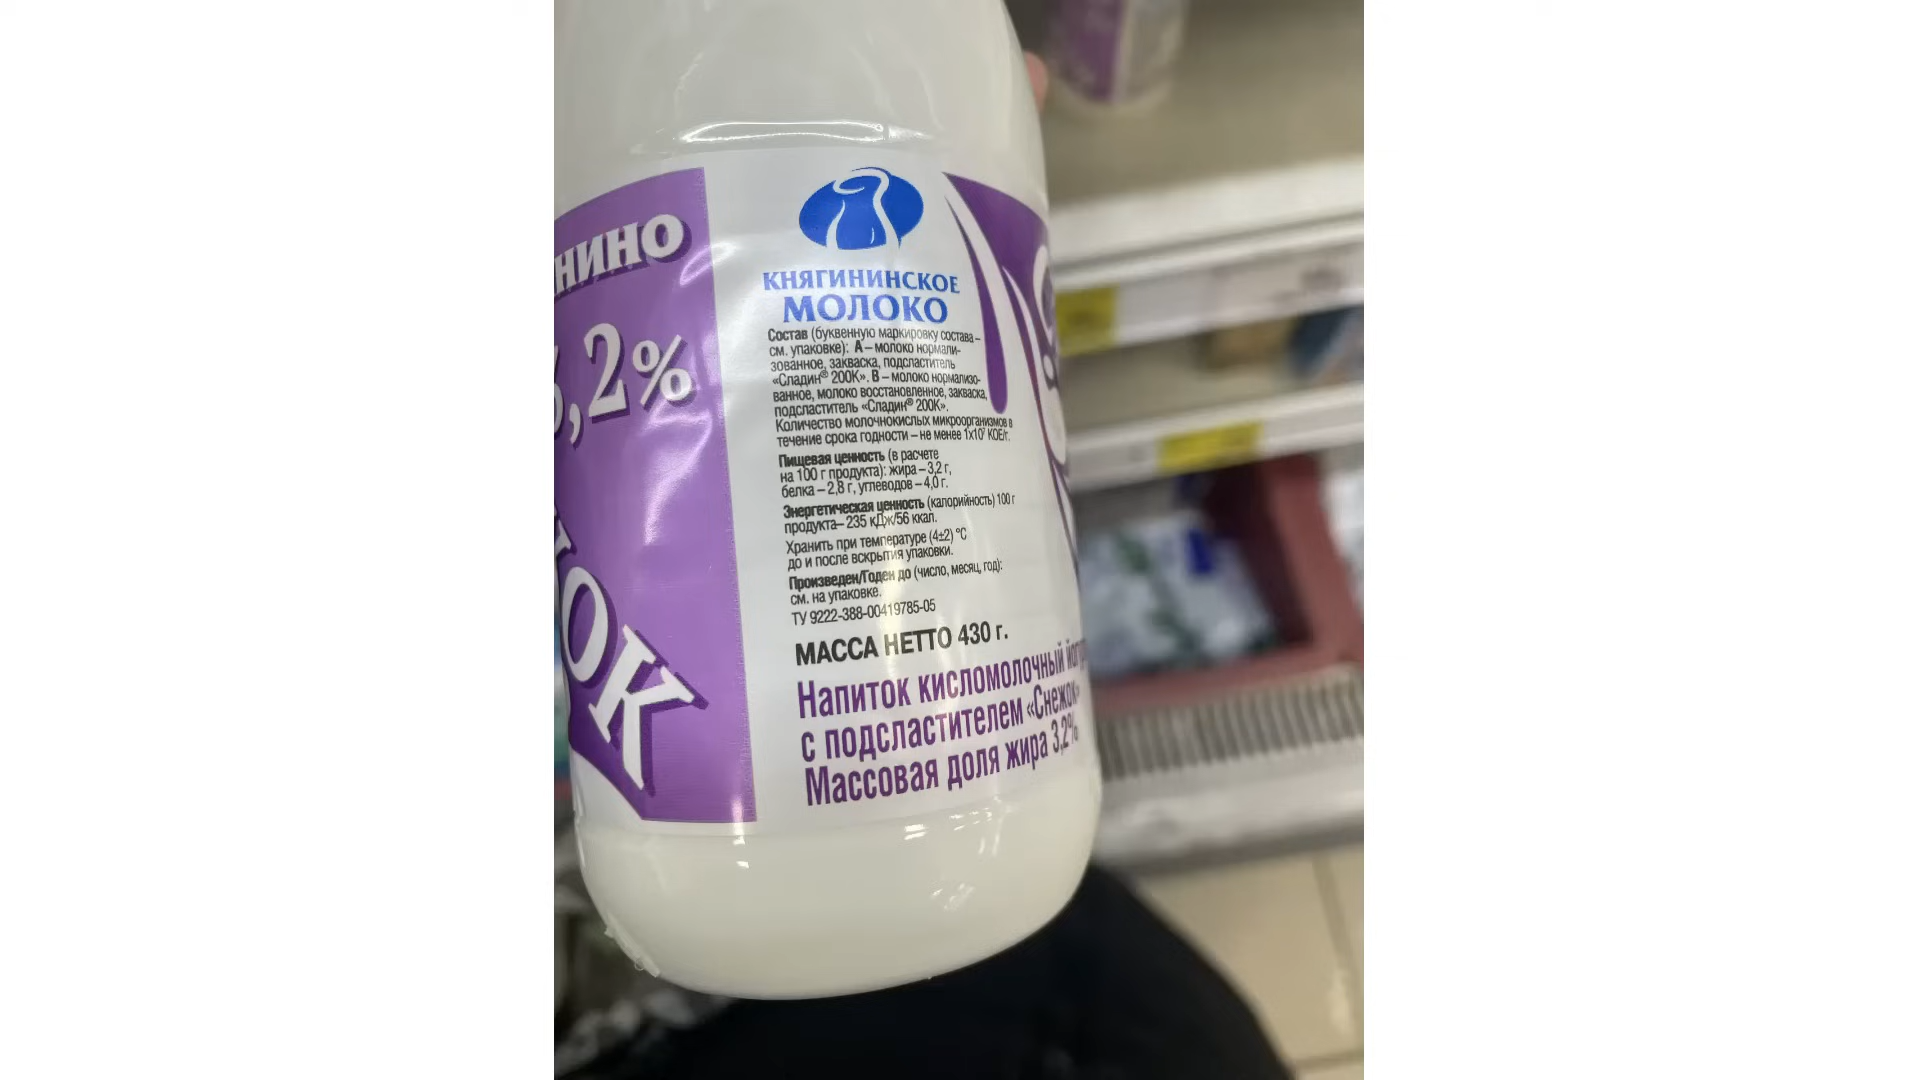 нино
,2%
ОК
КНЯГИНИНСКОЕ
МОЛОКО
Состав (буквенную маркировку состава –
см. упаковке): А – молоко нормали-
зованное, закваска, подсластитель
«Сладин® 200К». В – молоко нормализо-
ванное, молоко восстановленное, закваска,
подсластитель «Сладин® 200К».
Количество молочнокислых микроорганизмов в
течение срока годности – не менее 1х10⁷ КОЕ/г.
Пищевая ценность (в расчете
на 100 г продукта): жира – 3,2 г,
белка – 2,8 г, углеводов – 4,0 г.
Энергетическая ценность (калорийность) 100 г
продукта– 235 кДж/56 ккал.
Хранить при температуре (4±2) °С
до и после вскрытия упаковки.
Произведен/Годен до (число, месяц, год):
см. на упаковке.
ТУ 9222-388-00419785-05
МАССА НЕТТО 430 г.
Напиток кисломолочный йогур
с подсластителем «Снежок»
Массовая доля жира 3,2%